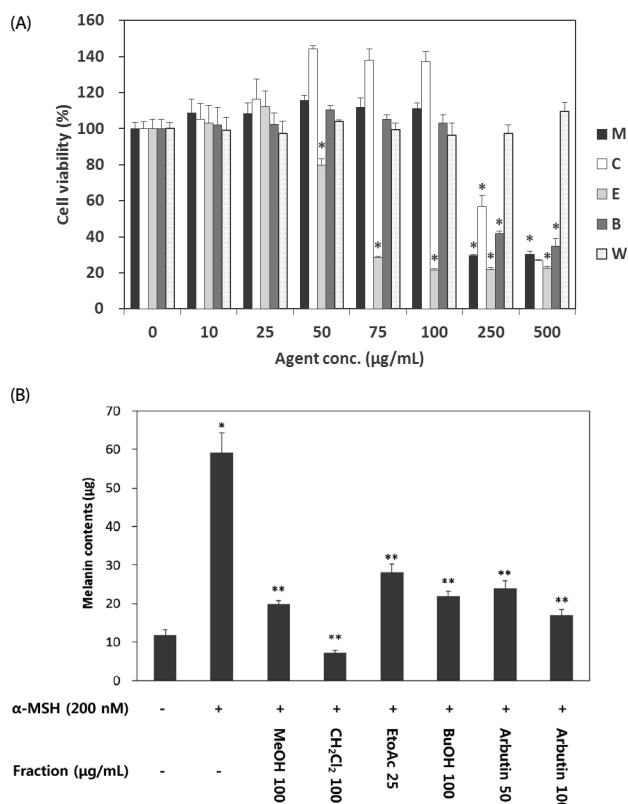 (A)
160
140
120
100
80
60
40
20
0
Cell viability (%)
*
*
*
*
*
*
*
*
*
*
M
C
E
B
W
0 10 25 50 75 100 250 500
Agent conc. (μg/mL)
(B)
70
60
50
40
30
20
10
0
Melanin contents (μg)
*
**
**
**
**
**
**
α-MSH (200 nM) - + + + + + + +
Fraction (μg/mL) - - MeOH 100 CH₂Cl₂ 100 EtoAc 25 BuOH 100 Arbutin 50 Arbutin 100